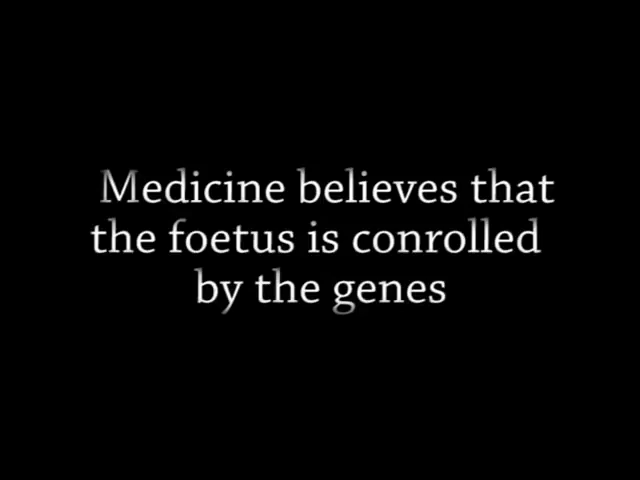 Medicine believes that
the foetus is conrolled
by the genes